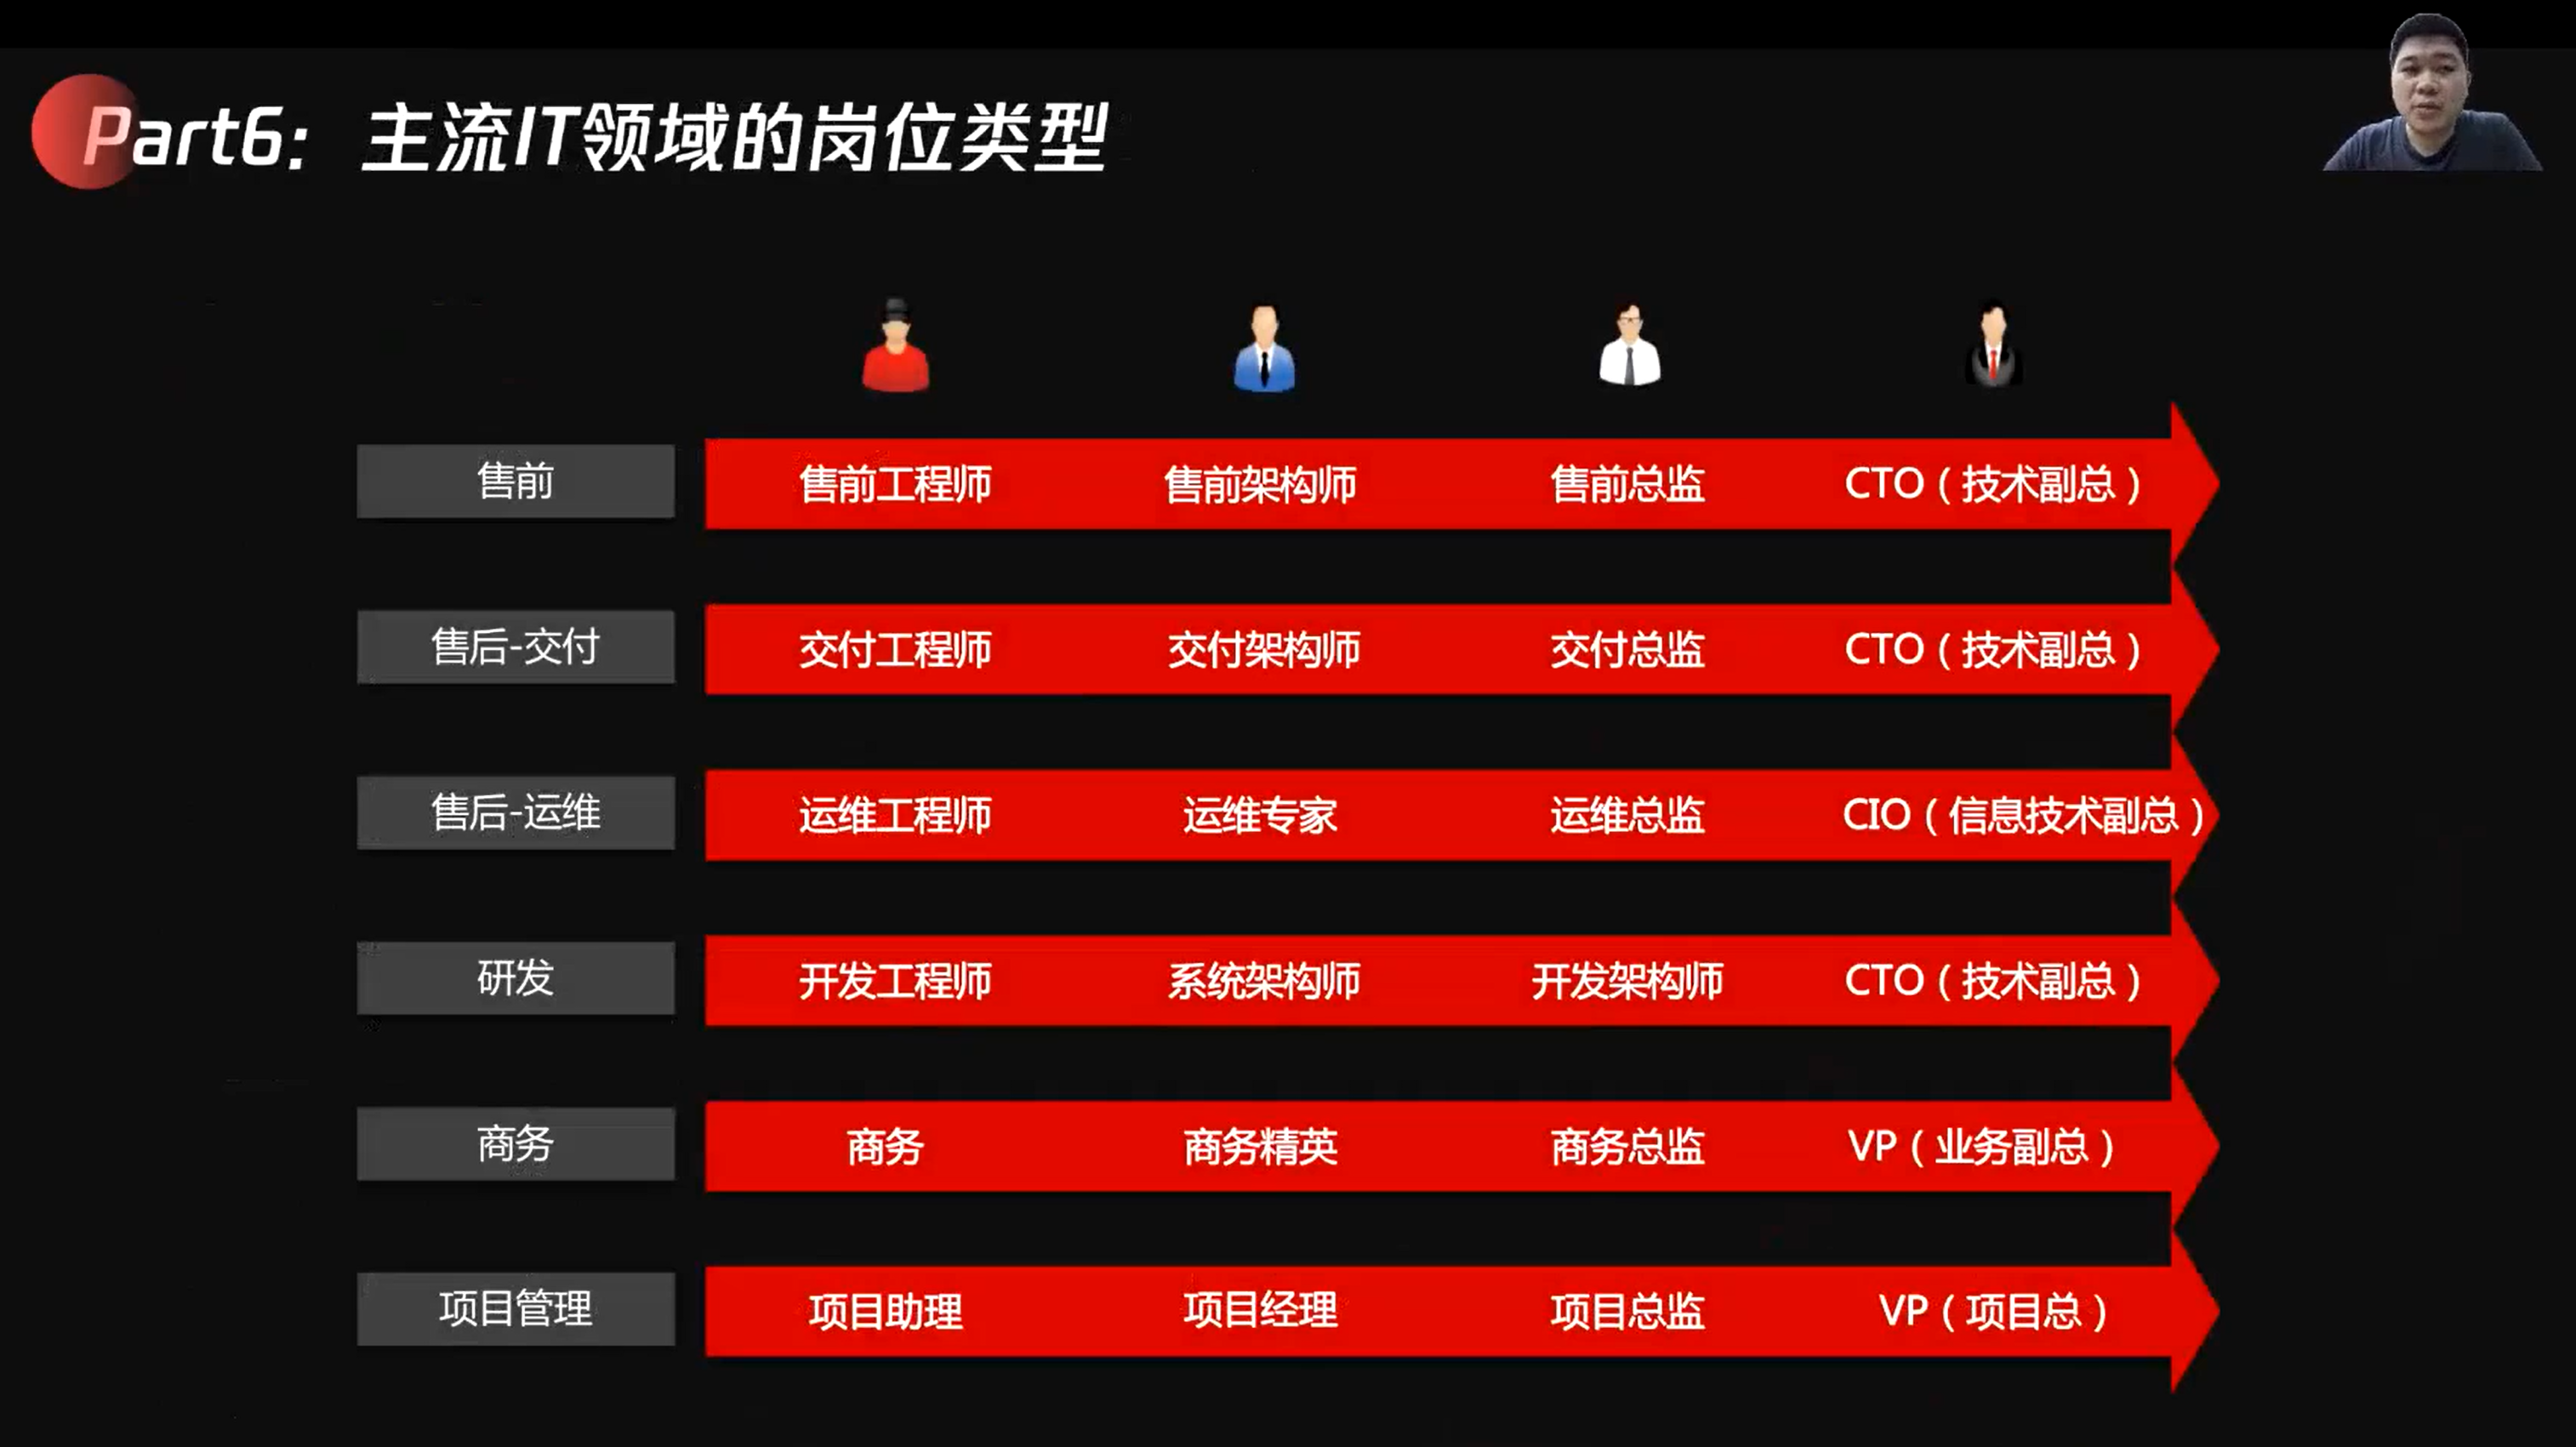 Part6: 主流IT领域的岗位类型
售前 售前工程师 售前架构师 售前总监 CTO（技术副总）
售后-交付 交付工程师 交付架构师 交付总监 CTO（技术副总）
售后-运维 运维工程师 运维专家 运维总监 CIO（信息技术副总）
研发 开发工程师 系统架构师 开发架构师 CTO（技术副总）
商务 商务 商务精英 商务总监 VP（业务副总）
项目管理 项目助理 项目经理 项目总监 VP（项目总）